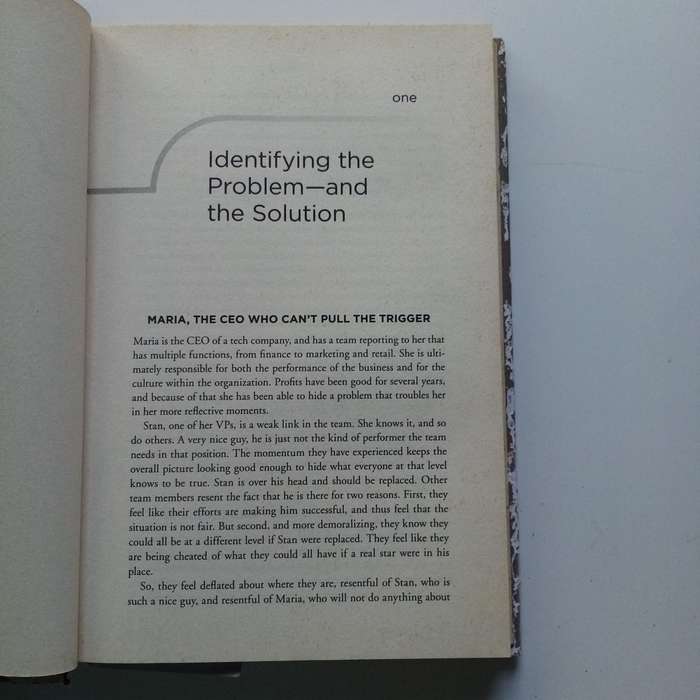 one
Identifying the
Problem—and
the Solution
MARIA, THE CEO WHO CAN'T PULL THE TRIGGER
Maria is the CEO of a tech company, and has a team reporting to her that
has multiple functions, from finance to marketing and retail. She is ulti-
mately responsible for both the performance of the business and for the
culture within the organization. Profits have been good for several years,
and because of that she has been able to hide a problem that troubles her
in her more reflective moments.
Stan, one of her VPs, is a weak link in the team. She knows it, and so
do others. A very nice guy, he is just not the kind of performer the team
needs in that position. The momentum they have experienced keeps the
overall picture looking good enough to hide what everyone at that level
knows to be true. Stan is over his head and should be replaced. Other
team members resent the fact that he is there for two reasons. First, they
feel like their efforts are making him successful, and thus feel that the
situation is not fair. But second, and more demoralizing, they know they
could all be at a different level if Stan were replaced. They feel like they
are being cheated of what they could all have if a real star were in his
place.
So, they feel deflated about where they are, resentful of Stan, who is
such a nice guy, and resentful of Maria, who will not do anything about